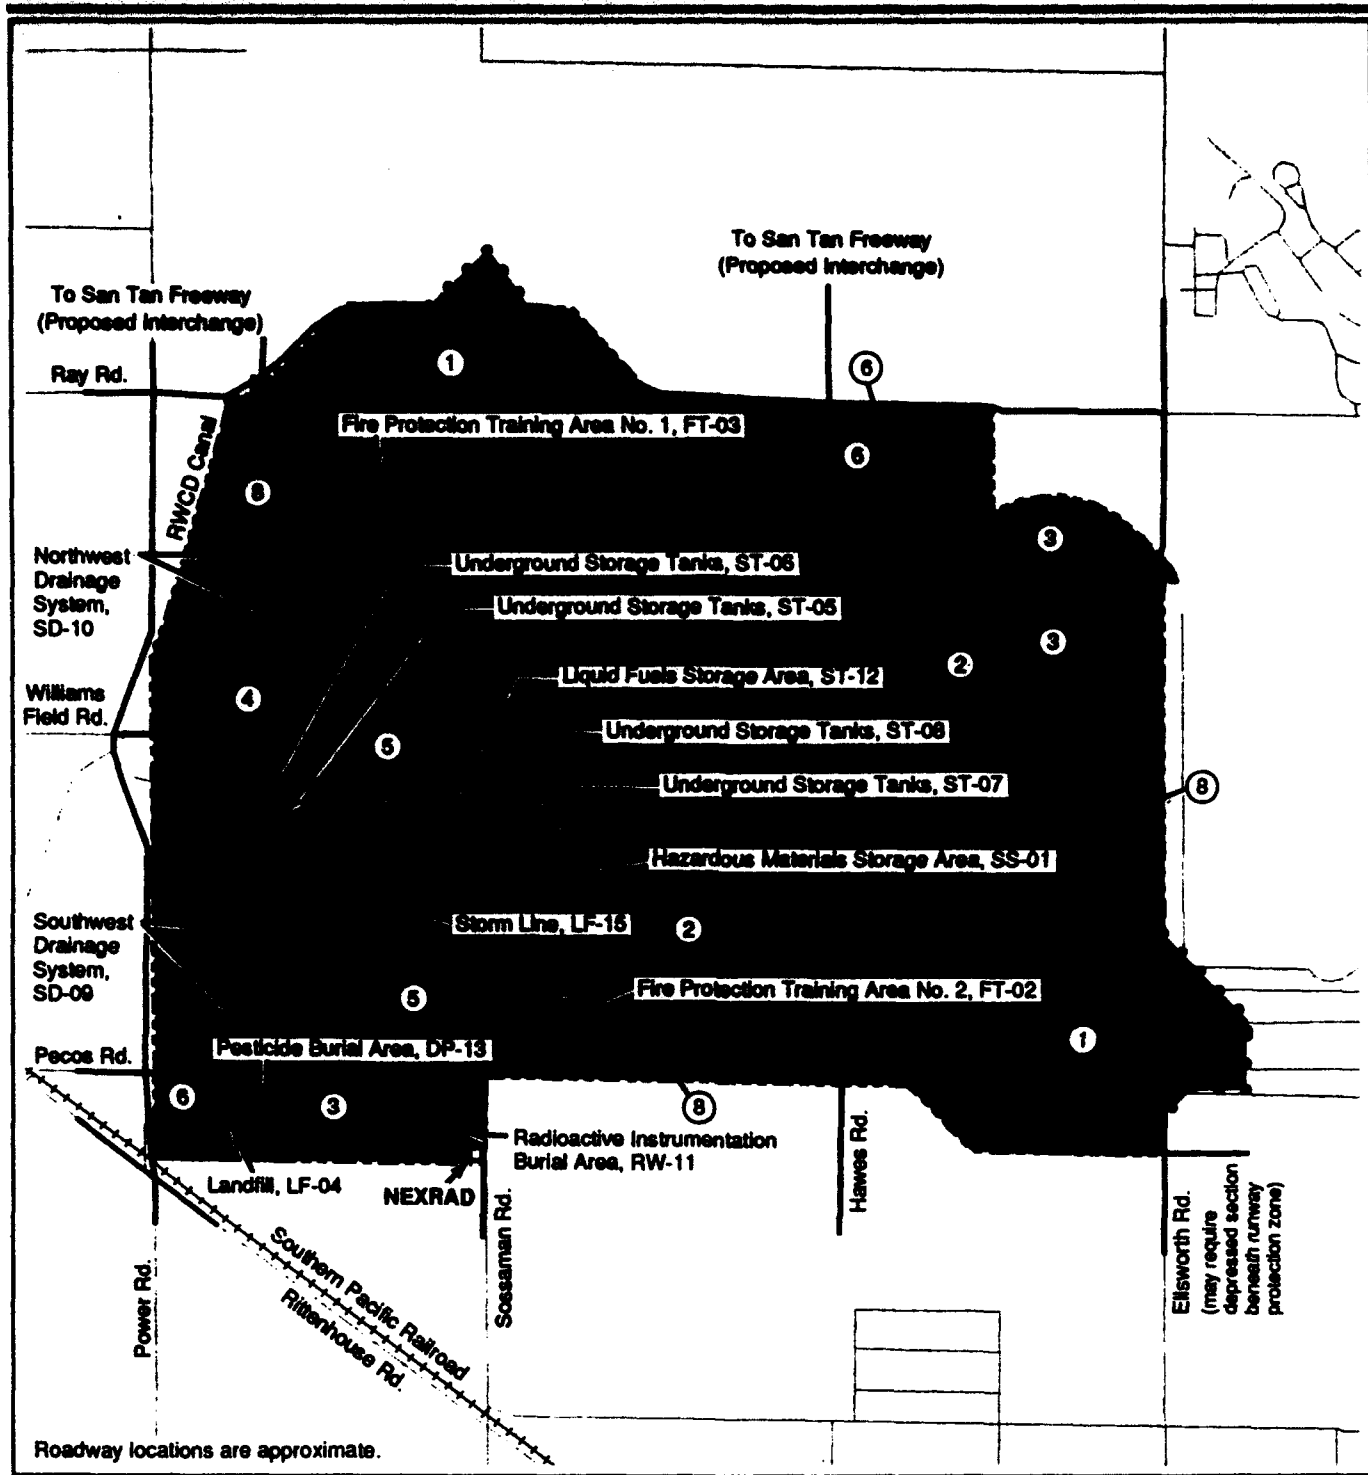 To San Tan Freeway
(Proposed Interchange)
To San Tan Freeway
(Proposed Interchange)
Ray Rd.
1
6
Fire Protection Training Area No. 1, FT-03
6
RWCD Canal
8
3
Northwest
Drainage
System,
SD-10
Underground Storage Tanks, ST-06
Underground Storage Tanks, ST-05
3
2
Liquid Fuels Storage Area, ST-12
Williams
Field Rd.
4
5
Underground Storage Tanks, ST-08
Underground Storage Tanks, ST-07
8
Hazardous Materials Storage Area, SS-01
Southwest
Drainage
System,
SD-09
Storm Line, LF-15
2
5
Fire Protection Training Area No. 2, FT-02
1
Pecos Rd.
Pesticide Burial Area, DP-13
6
3
8
Radioactive Instrumentation
Burial Area, RW-11
Landfill, LF-04
NEXRAD
Hawes Rd.
Sossaman Rd.
Ellsworth Rd.
(may require
depressed section
beneath runway
protection zone)
Power Rd.
Southern Pacific Railroad
Rittenhouse Rd.
Roadway locations are approximate.